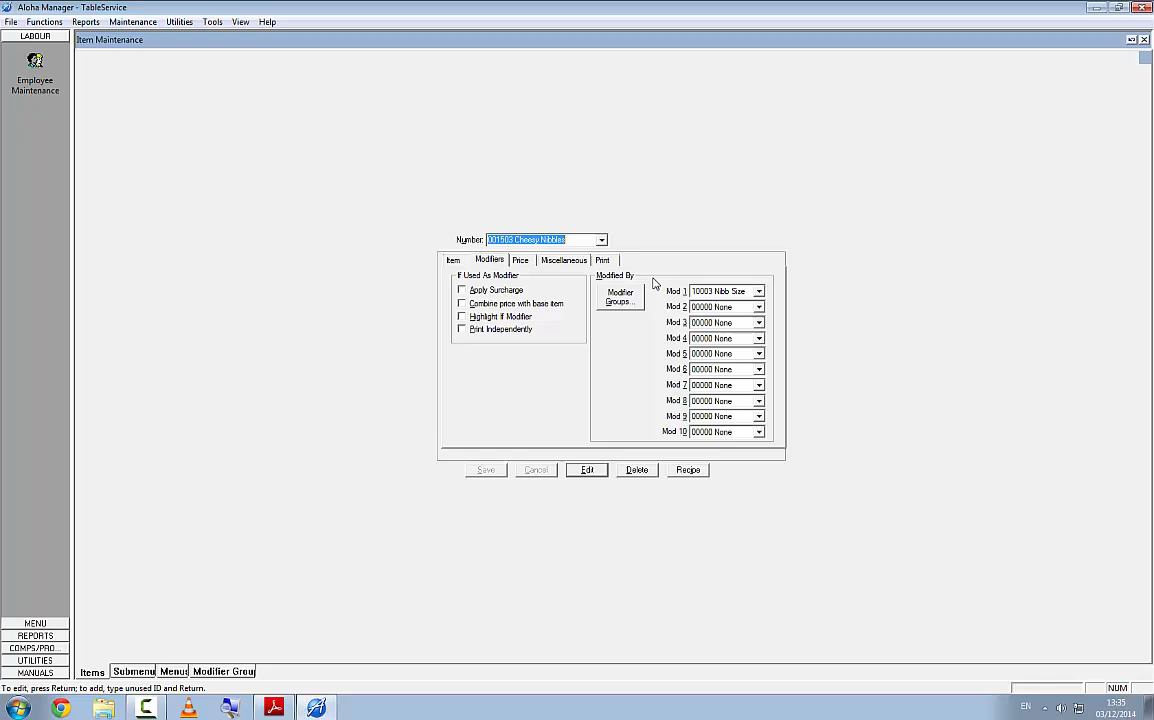 Aloha Manager - TableService
File Functions Reports Maintenance Utilities Tools View Help
LABOUR
Item Maintenance
Employee
Maintenance
Number: 001503 Cheesy Nibbles
Item Modifiers Price Miscellaneous Print
If Used As Modifier
Apply Surcharge
Combine price with base item
Highlight If Modifier
Print Independently
Modified By
Modifier
Groups...
Mod 1 10003 Nibb Size
Mod 2 00000 None
Mod 3 00000 None
Mod 4 00000 None
Mod 5 00000 None
Mod 6 00000 None
Mod 7 00000 None
Mod 8 00000 None
Mod 9 00000 None
Mod 10 00000 None
Save Cancel Edit Delete Recipe
MENU
REPORTS
COMPS/PRO...
UTILITIES
MANUALS
Items Submenu Menus Modifier Grou
To edit, press Return; to add, type unused ID and Return.
NUM
EN
13:35
03/12/2014